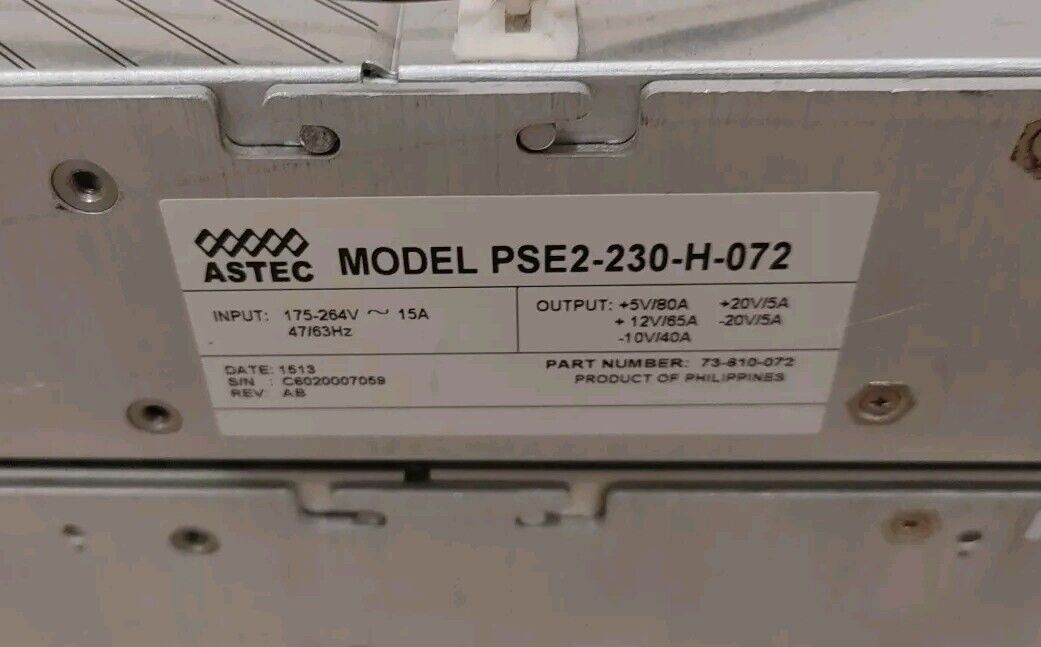 ASTEC
MODEL PSE2-230-H-072
INPUT: 175-264V ~ 15A
47/63Hz
OUTPUT: +5V/80A +20V/5A
+ 12V/65A -20V/5A
-10V/40A
DATE: 1513
S/N : C6020007059
REV: AB
PART NUMBER: 73-610-072
PRODUCT OF PHILIPPINES